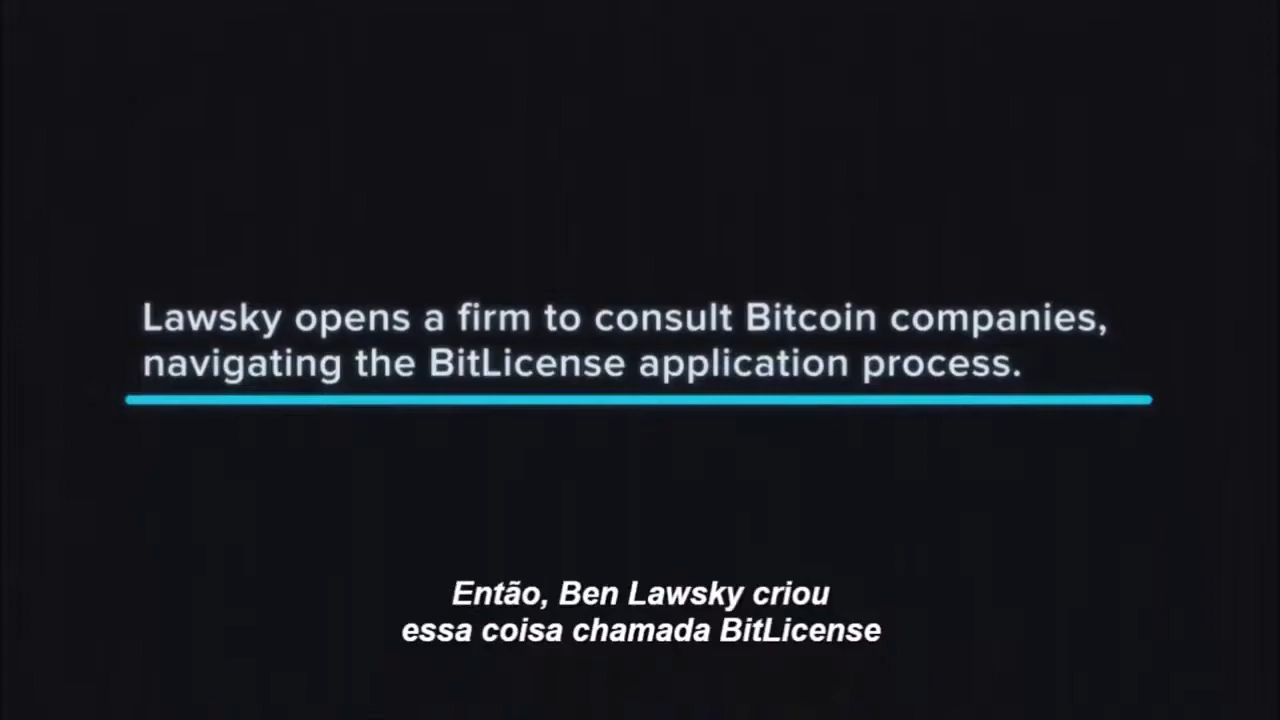 Lawsky opens a firm to consult Bitcoin companies,
navigating the BitLicense application process.
Então, Ben Lawsky criou
essa coisa chamada BitLicense